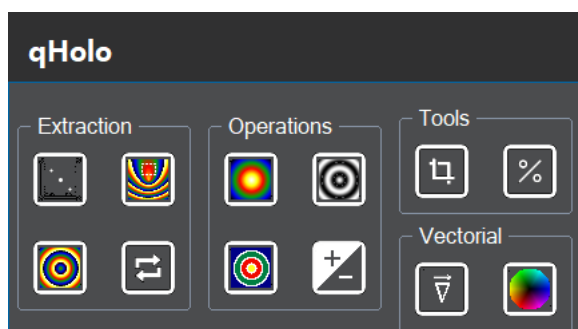 qHolo
Extraction
Operations
Tools
%
Vectorial